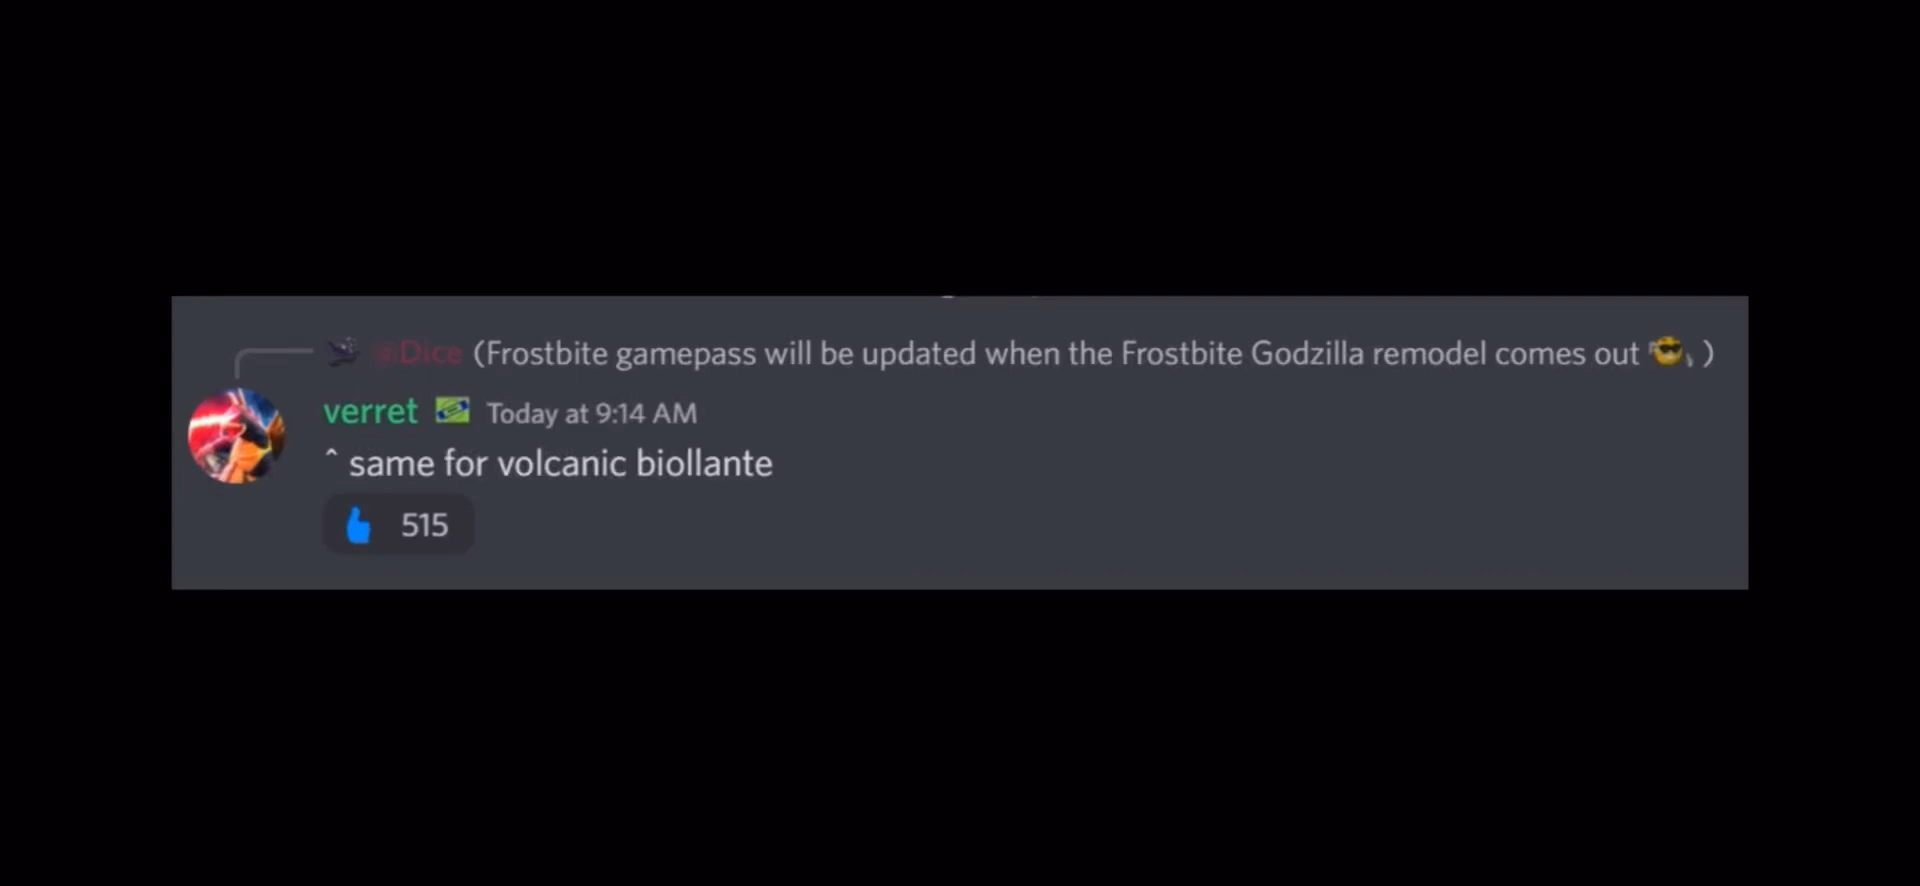 @Dice (Frostbite gamepass will be updated when the Frostbite Godzilla remodel comes out 😎, )
verret Today at 9:14 AM
^ same for volcanic biollante
👍 515